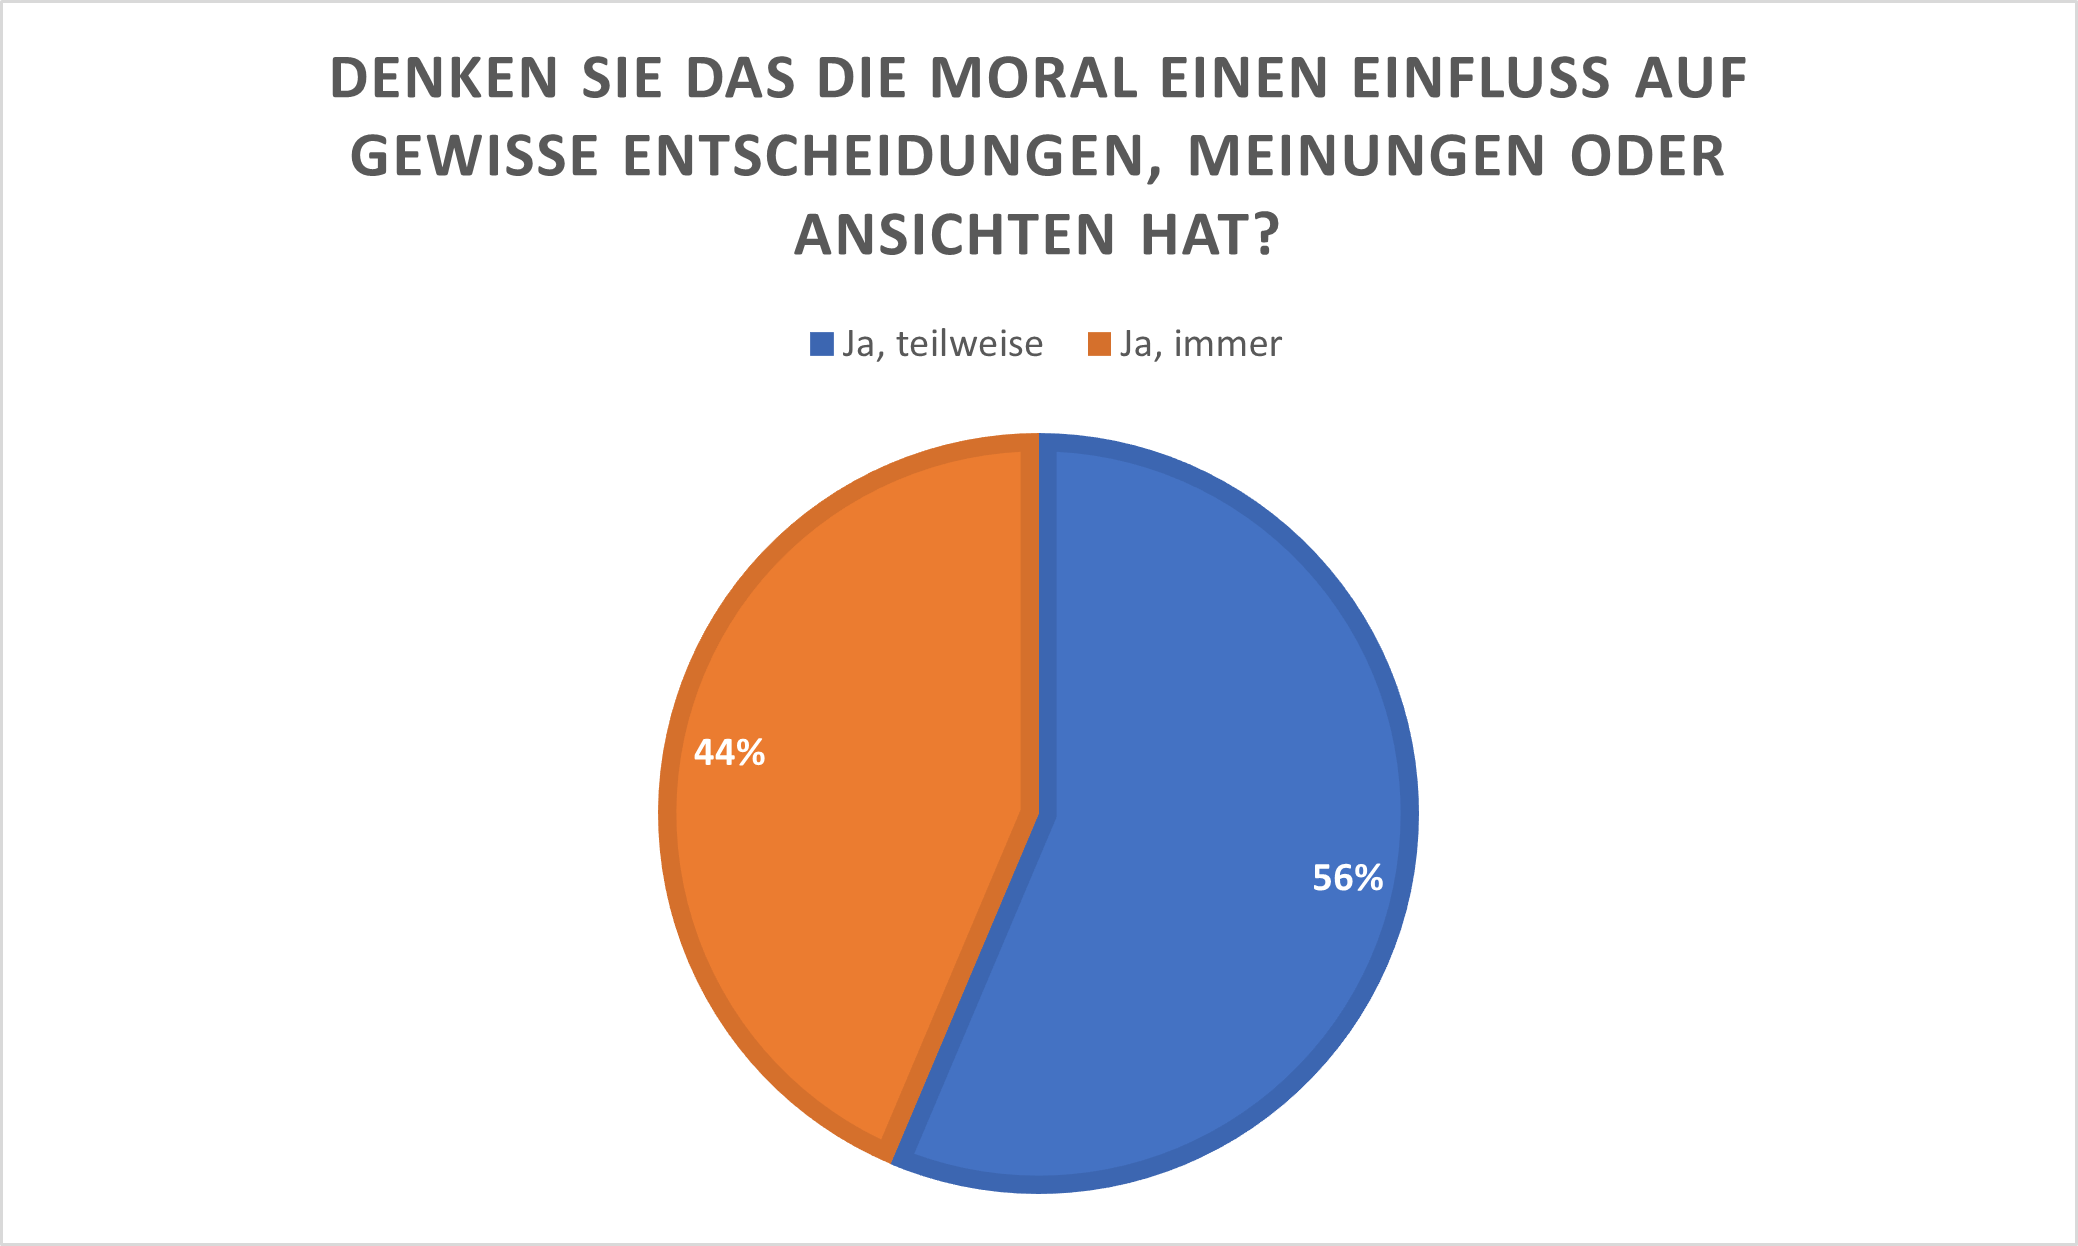 DENKEN SIE DAS DIE MORAL EINEN EINFLUSS AUF
GEWISSE ENTSCHEIDUNGEN, MEINUNGEN ODER
ANSICHTEN HAT?
Ja, teilweise Ja, immer
44%
56%